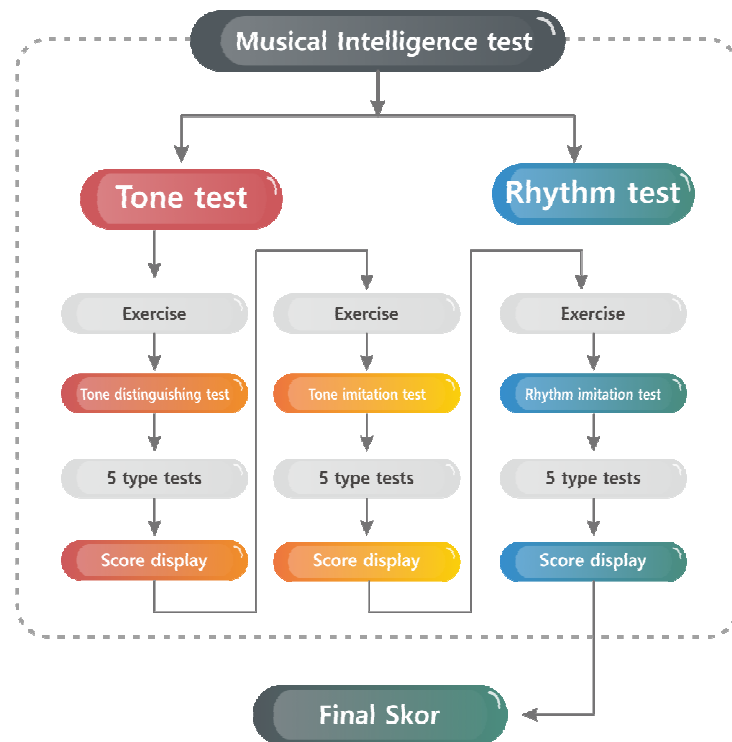 Musical Intelligence test
Tone test
Rhythm test
Exercise
Tone distinguishing test
5 type tests
Score display
Exercise
Tone imitation test
5 type tests
Score display
Exercise
Rhythm imitation test
5 type tests
Score display
Final Skor